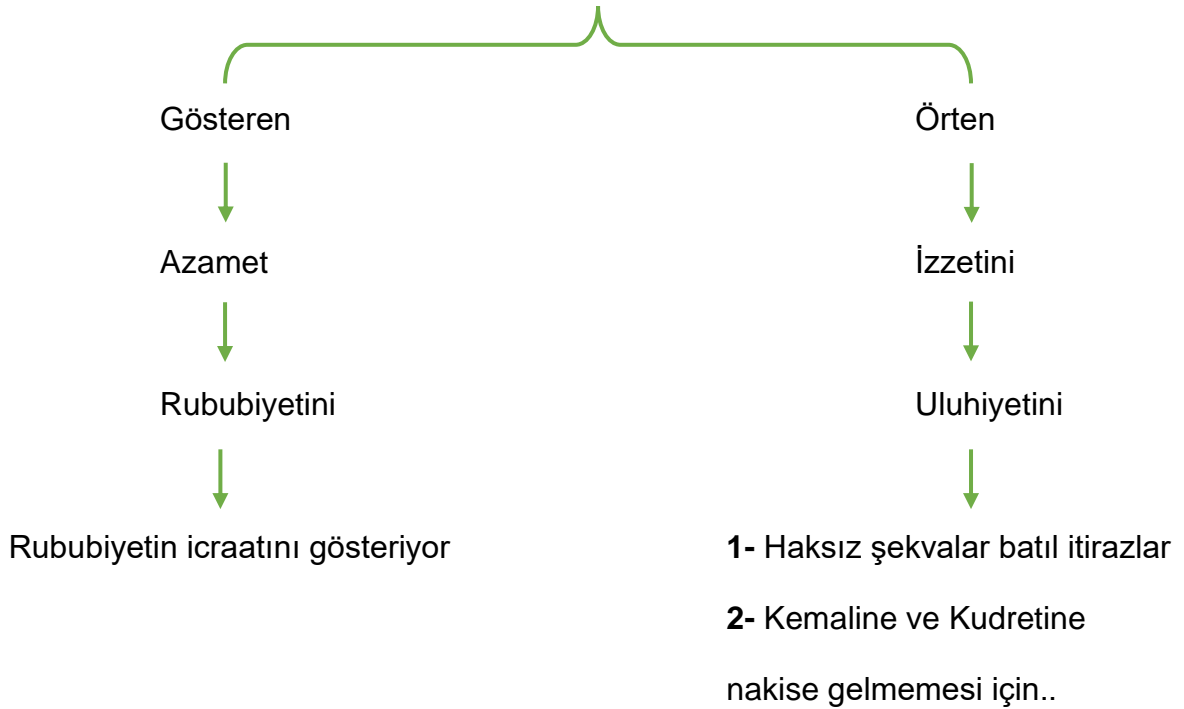 Gösteren
Örten
Azamet
İzzetini
Rububiyetini
Uluhiyetini
Rububiyetin icraatını gösteriyor
1- Haksız şekvalar batıl itirazlar
2- Kemaline ve Kudretine
nakise gelmemesi için..